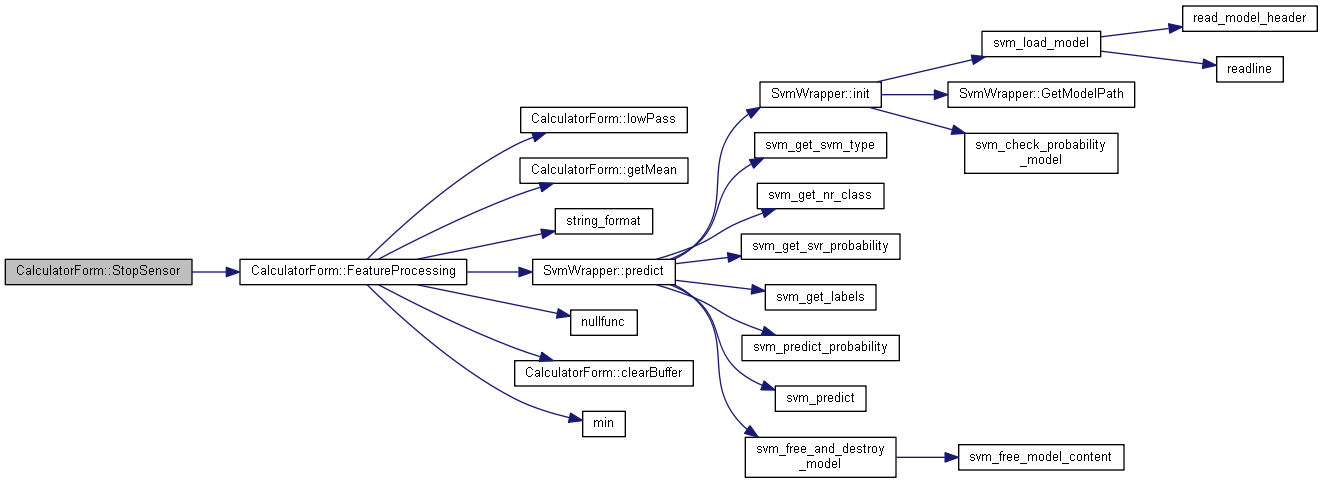 read_model_header
svm_load_model
readline
SvmWrapper::init
SvmWrapper::GetModelPath
CalculatorForm::lowPass
svm_get_svm_type
svm_check_probability
_model
CalculatorForm::getMean
svm_get_nr_class
string_format
svm_get_svr_probability
CalculatorForm::StopSensor
CalculatorForm::FeatureProcessing
SvmWrapper::predict
svm_get_labels
nullfunc
svm_predict_probability
CalculatorForm::clearBuffer
svm_predict
min
svm_free_and_destroy
_model
svm_free_model_content